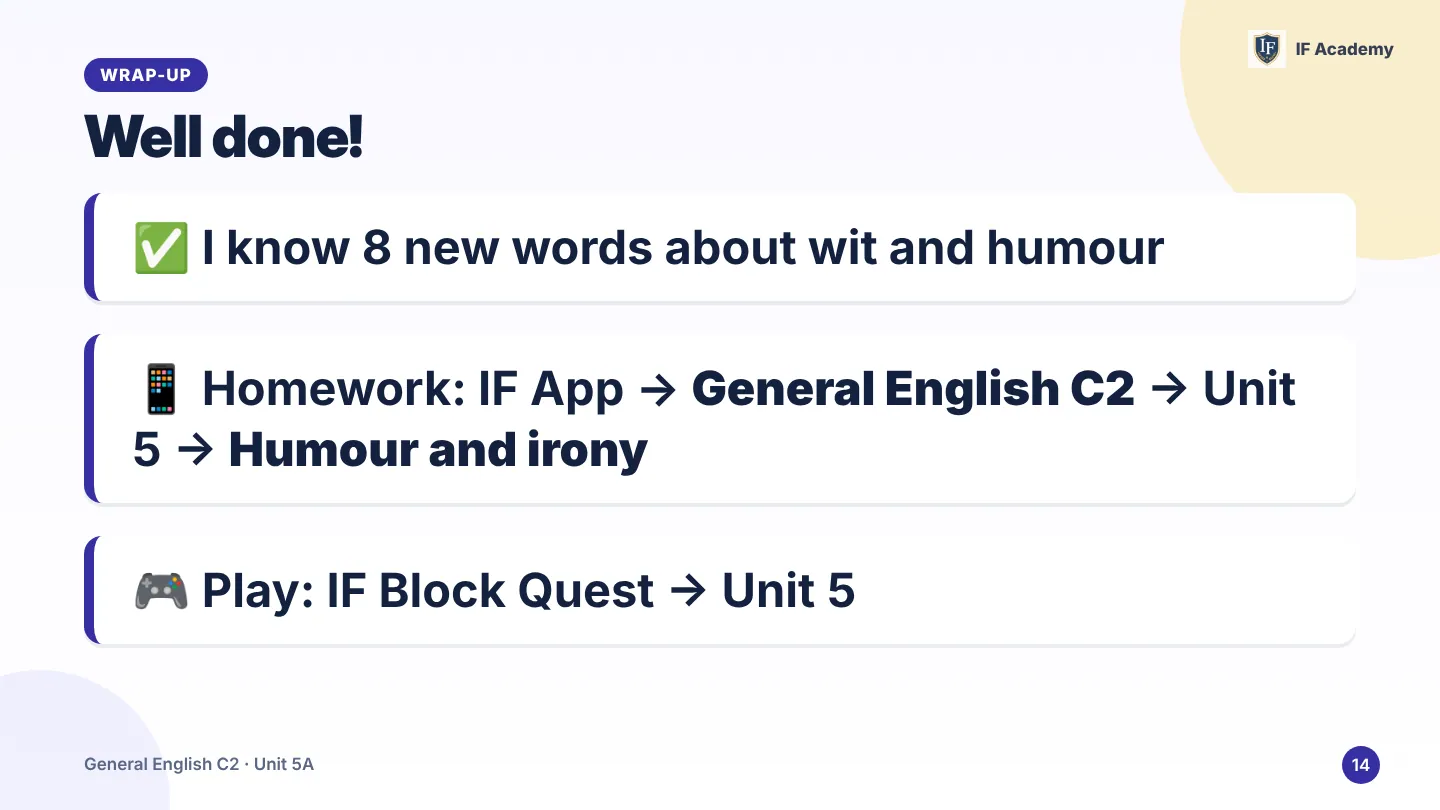 IF Academy
WRAP-UP
Well done!
✅ I know 8 new words about wit and humour
📱 Homework: IF App → General English C2 → Unit
5 → Humour and irony
🎮 Play: IF Block Quest → Unit 5
General English C2 · Unit 5A
14